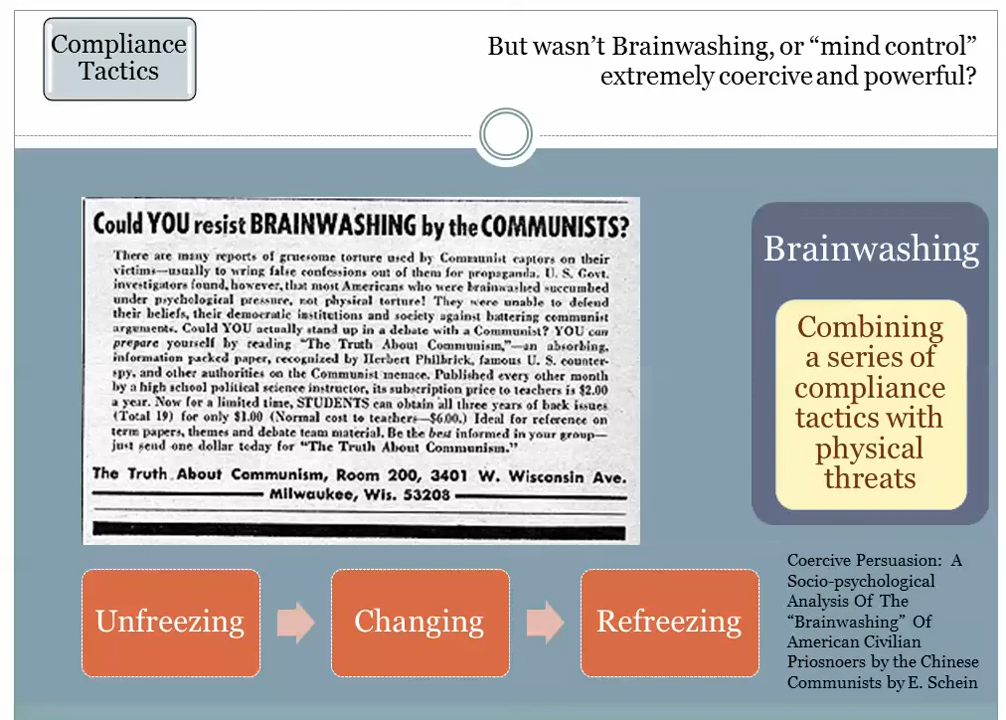 Compliance
Tactics
But wasn't Brainwashing, or "mind control"
extremely coercive and powerful?
Could YOU resist BRAINWASHING by the COMMUNISTS?
There are many reports of gruesome torture used by Communist captors on their
victims—usually to wring false confessions out of them for propaganda. U. S. Govt.
investigators found, however, that most Americans who were brainwashed succumbed
under psychological pressure, not physical torture! They were unable to defend
their beliefs, their democratic institutions and society against battering communist
arguments. Could YOU actually stand up in a debate with a Communist? YOU can
prepare yourself by reading "The Truth About Communism,"—an absorbing,
information packed paper, recognized by Herbert Philbrick, famous U. S. counter-
spy, and other authorities on the Communist menace. Published every other month
by a high school political science instructor, its subscription price to teachers is $2.00
a year. Now for a limited time, STUDENTS can obtain all three years of back issues
(Total 19) for only $1.00 (Normal cost to teachers—$6.00.) Ideal for reference on
term papers, themes and debate team material. Be the best informed in your group—
just send one dollar today for "The Truth About Communism."
The Truth About Communism, Room 200, 3401 W. Wisconsin Ave.
Milwaukee, Wis. 53208
Brainwashing
Combining
a series of
compliance
tactics with
physical
threats
Unfreezing
Changing
Refreezing
Coercive Persuasion: A
Socio-psychological
Analysis Of The
"Brainwashing" Of
American Civilian
Priosnoers by the Chinese
Communists by E. Schein